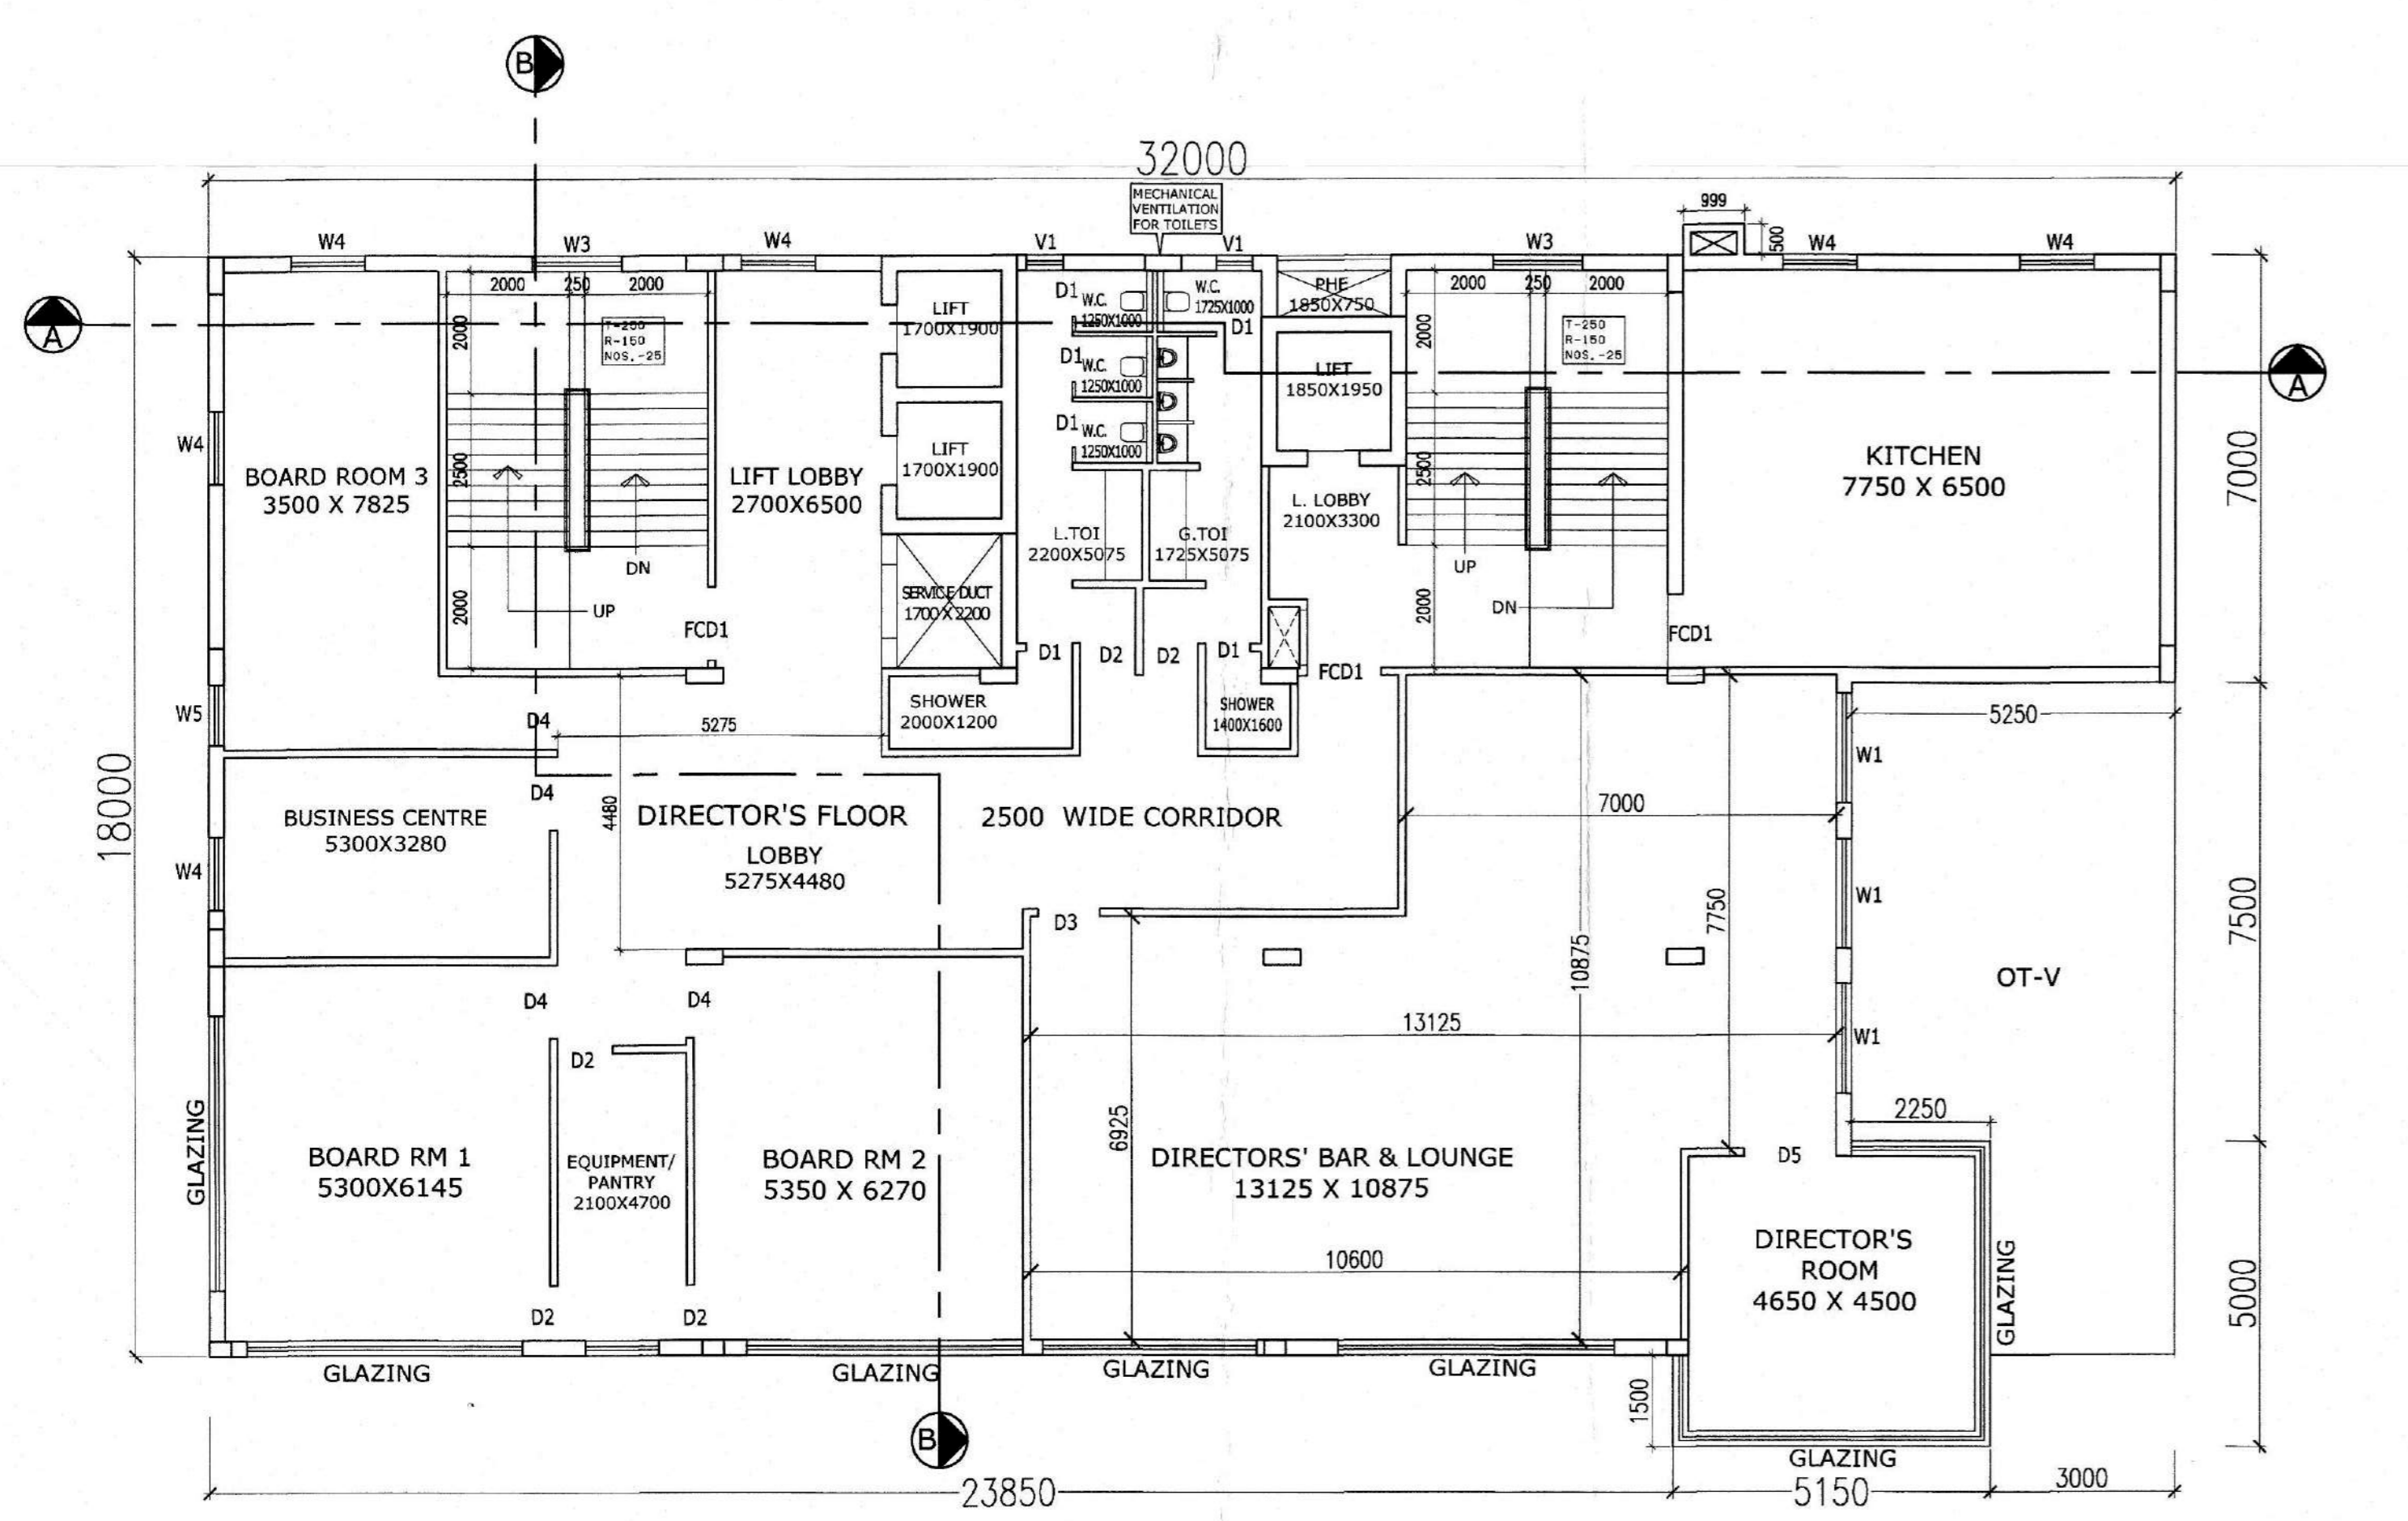 B
32000
MECHANICAL
VENTILATION
FOR TOILETS
999
500
W4
W3
W4
V1
V1
W3
W4
W4
2000
250
2000
2000
250
2000
A
A
T-250
R-150
NOS.-25
T-250
R-150
NOS.-25
LIFT
1700X1900
LIFT
1700X1900
D1
W.C.
1250X1000
D1
W.C.
1250X1000
D1
W.C.
1250X1000
W.C.
1725X1000
D1
PHE
1850X750
LIFT
1850X1950
2000
2500
2000
2000
2500
2000
W4
BOARD ROOM 3
3500 X 7825
LIFT LOBBY
2700X6500
L. LOBBY
2100X3300
KITCHEN
7750 X 6500
7000
L.TOI
2200X5075
G.TOI
1725X5075
DN
UP
UP
DN
SERVICE DUCT
1700 X 2200
FCD1
FCD1
FCD1
D1
D2
D2
D1
W5
D4
5275
SHOWER
2000X1200
SHOWER
1400X1600
5250
W1
18000
D4
BUSINESS CENTRE
5300X3280
4480
DIRECTOR'S FLOOR
LOBBY
5275X4480
2500 WIDE CORRIDOR
7000
W4
W1
7750
7500
D3
10875
OT-V
D4
D4
13125
W1
D2
2250
6925
GLAZING
BOARD RM 1
5300X6145
EQUIPMENT/
PANTRY
2100X4700
BOARD RM 2
5350 X 6270
DIRECTORS' BAR & LOUNGE
13125 X 10875
D5
DIRECTOR'S
ROOM
4650 X 4500
GLAZING
5000
10600
D2
D2
GLAZING
GLAZING
GLAZING
GLAZING
1500
B
GLAZING
23850
5150
3000